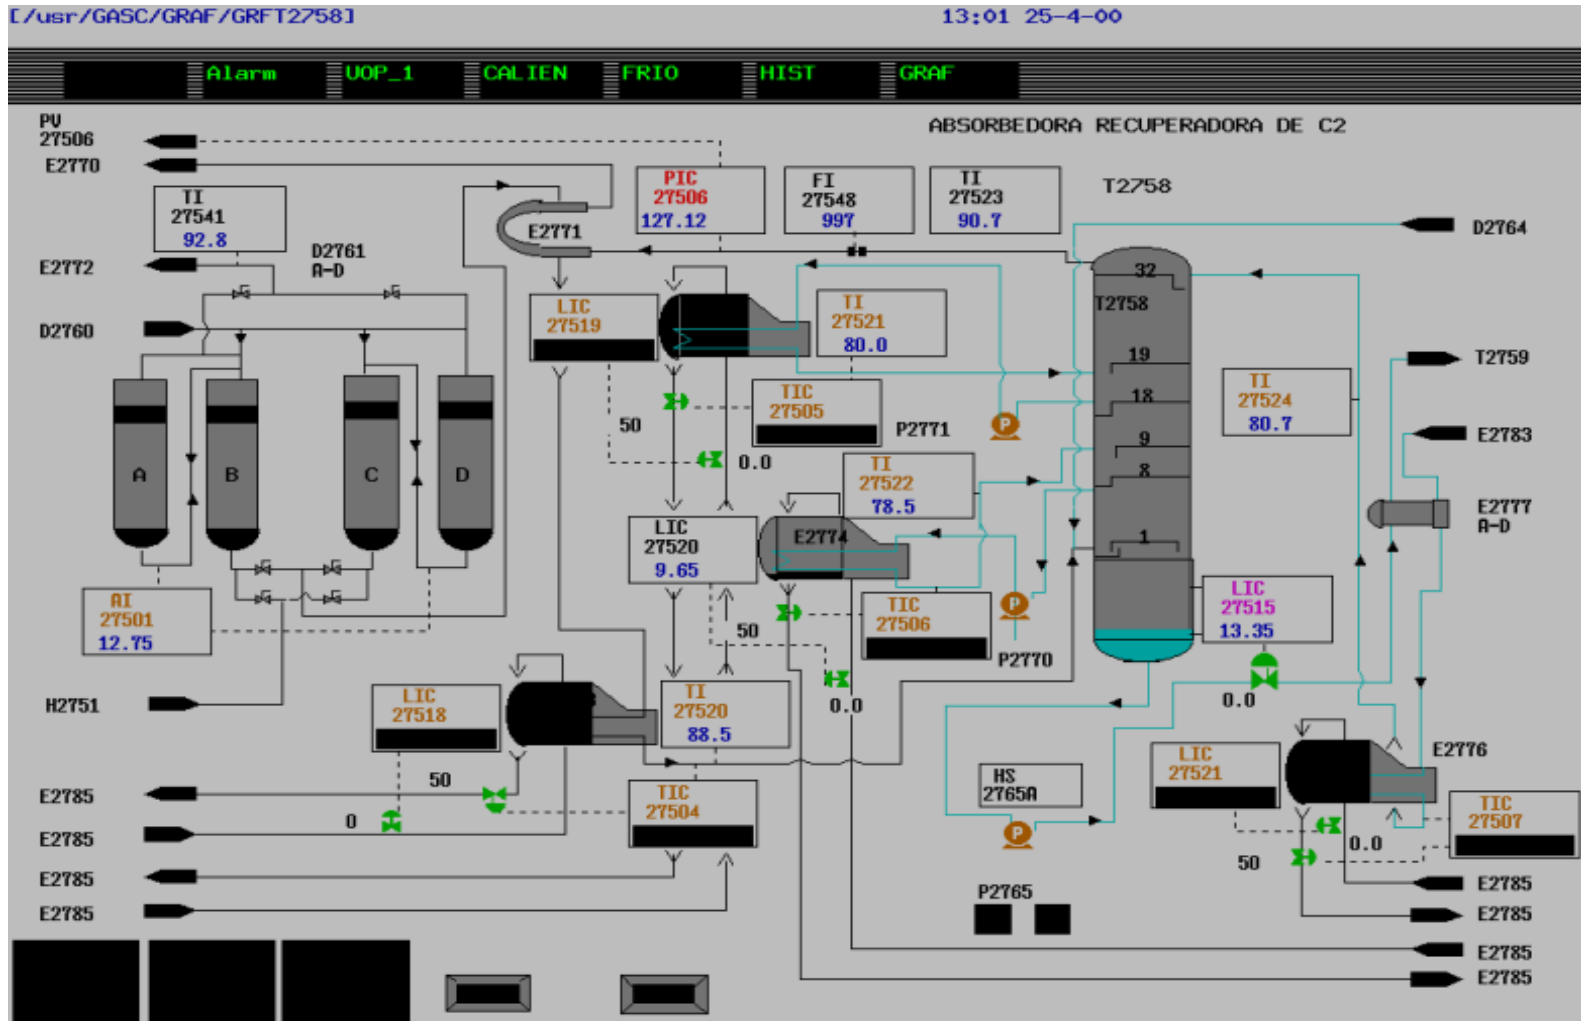 [/usr/GASC/GRAF/GRFT2758]
13:01 25-4-00
Alarm
UOP_1
CALIEN
FRIO
HIST
GRAF
ABSORBEDORA RECUPERADORA DE C2
PV
27506
E2770
TI
27541
92.8
E2772
D2761
A-D
D2760
E2771
PIC
27506
127.12
FI
27548
997
TI
27523
90.7
T2758
D2764
LIC
27519
TI
27521
80.0
TIC
27505
50
0.0
P2771
32
T2758
19
18
9
8
1
TI
27524
80.7
T2759
E2783
E2777
A-D
A
B
C
D
AI
27501
12.75
LIC
27520
9.65
E2774
TI
27522
78.5
TIC
27506
50
0.0
P
P
P2770
LIC
27515
13.35
0.0
H2751
LIC
27518
TI
27520
88.5
TIC
27504
50
0
E2785
E2785
E2785
E2785
HS
2765A
P
P2765
LIC
27521
E2776
TIC
27507
0.0
50
E2785
E2785
E2785
E2785